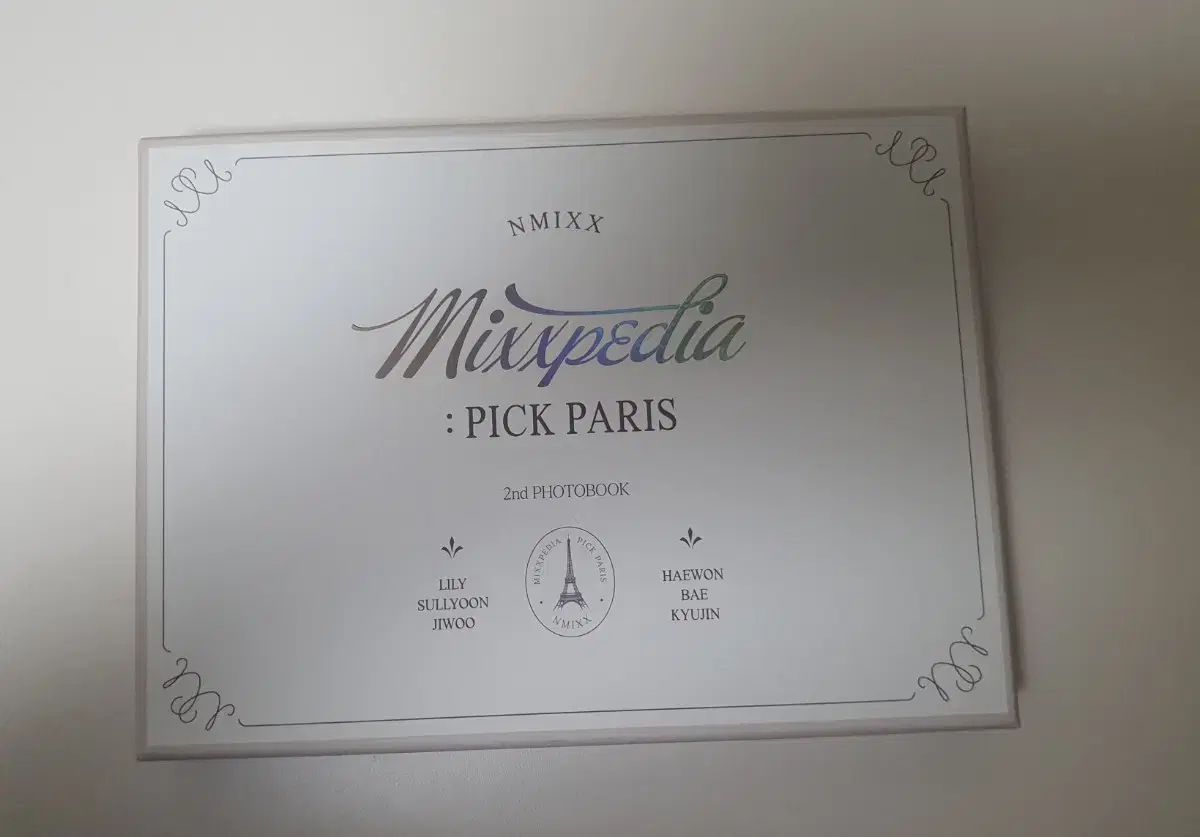 NMIXX
Mixxpedia
: PICK PARIS
2nd PHOTOBOOK
LILY
SULLYOON
JIWOO
MIXXPEDIA PICK PARIS
• NMIXX •
HAEWON
BAE
KYUJIN